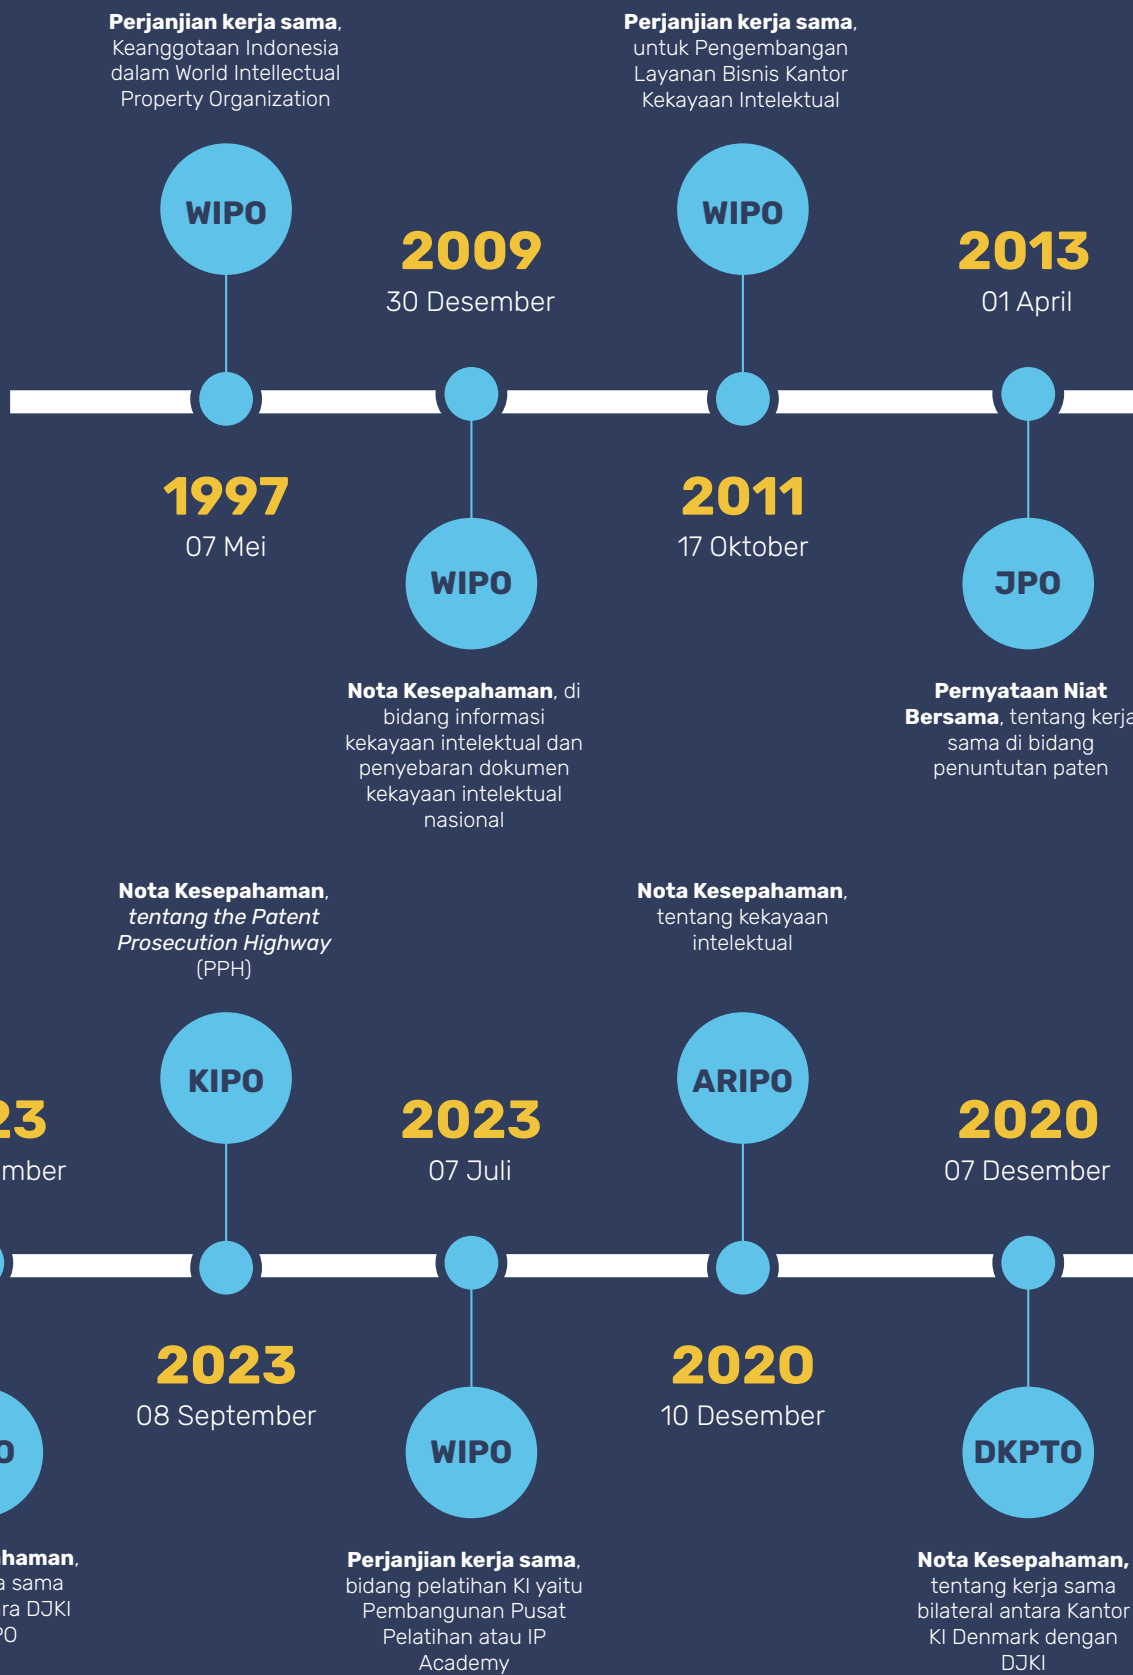 Perjanjian kerja sama,
Keanggotaan Indonesia
dalam World Intellectual
Property Organization
WIPO
1997
07 Mei
2009
30 Desember
WIPO
Nota Kesepahaman, di
bidang informasi
kekayaan intelektual dan
penyebaran dokumen
kekayaan intelektual
nasional
Perjanjian kerja sama,
untuk Pengembangan
Layanan Bisnis Kantor
Kekayaan Intelektual
WIPO
2011
17 Oktober
2013
01 April
JPO
Pernyataan Niat
Bersama, tentang kerja
sama di bidang
penuntutan paten
sama
DJKI
Nota Kesepahaman,
tentang the Patent
Prosecution Highway
(PPH)
KIPO
2023
08 September
2023
07 Juli
WIPO
Perjanjian kerja sama,
bidang pelatihan KI yaitu
Pembangunan Pusat
Pelatihan atau IP
Academy
Nota Kesepahaman,
tentang kekayaan
intelektual
ARIPO
2020
10 Desember
2020
07 Desember
DKPTO
Nota Kesepahaman,
tentang kerja sama
bilateral antara Kantor
KI Denmark dengan
DJKI